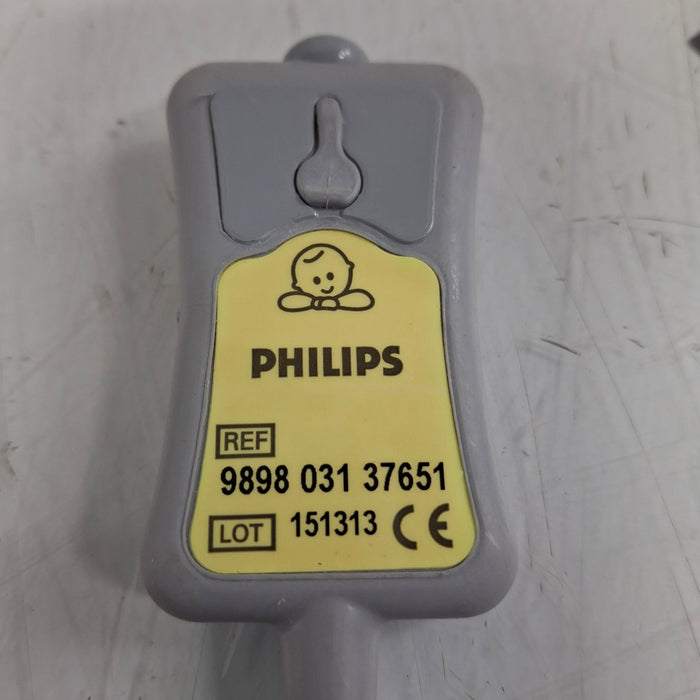 PHILIPS
REF
9898 031 37651
LOT 151313 CE